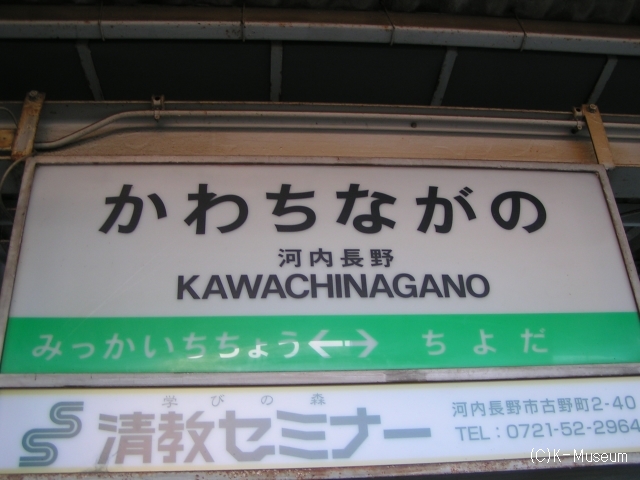 かわちながの
河内長野
KAWACHINAGANO
みっかいちちょう ←→ ちよだ
学びの森
清教セミナー
河内長野市古野町2-40
TEL：0721-52-2964
(C)K-Museum